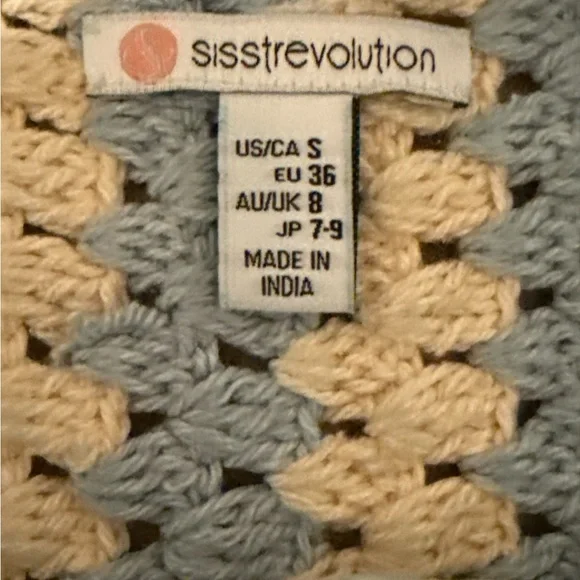 sisstrevolution
US/CA S
EU 36
AU/UK 8
JP 7-9
MADE IN
INDIA